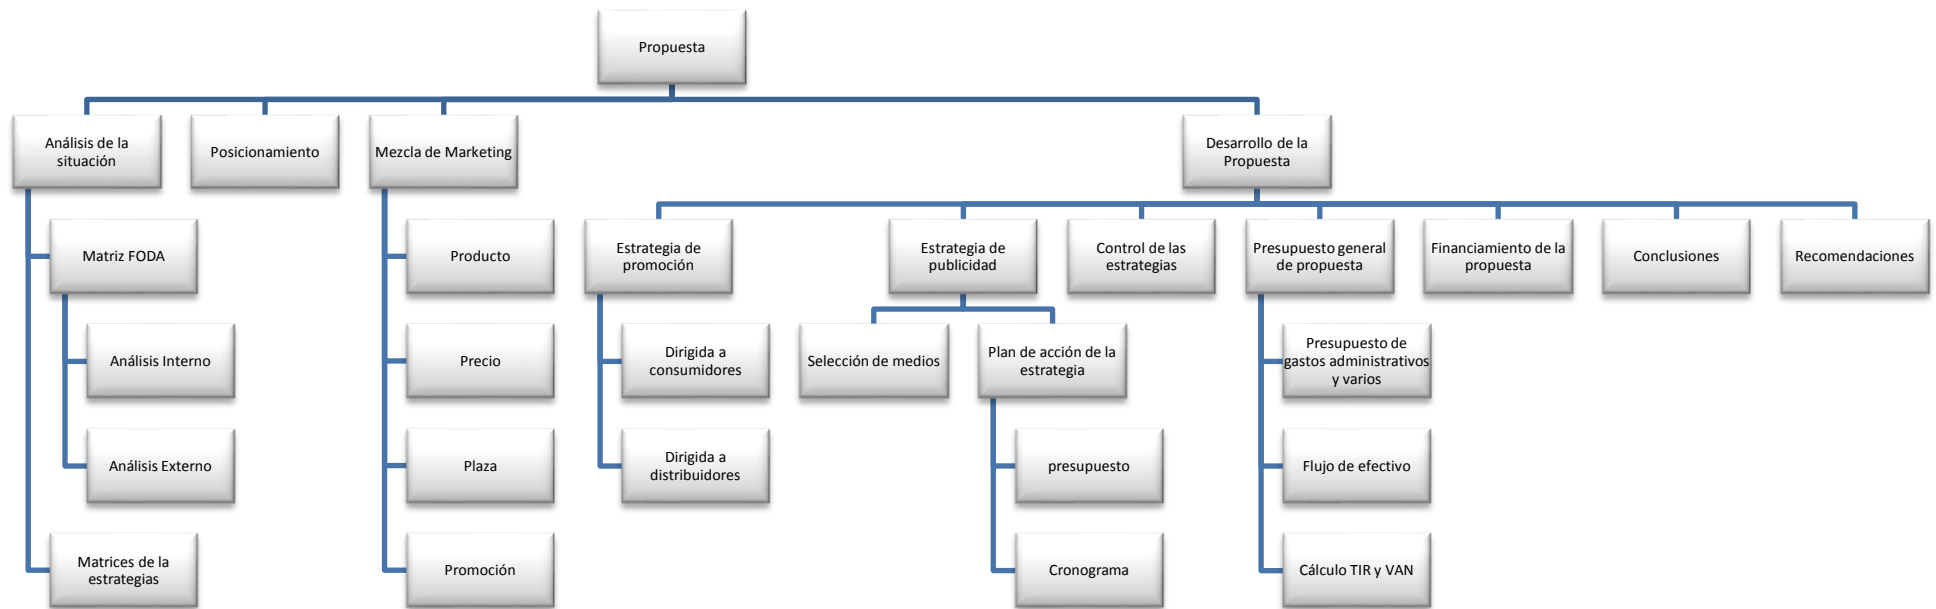 Propuesta
Análisis de la
situación
Posicionamiento
Mezcla de Marketing
Desarrollo de la
Propuesta
Matriz FODA
Producto
Estrategia de
promoción
Estrategia de
publicidad
Control de las
estrategias
Presupuesto general
de propuesta
Financiamiento de la
propuesta
Conclusiones
Recomendaciones
Análisis Interno
Precio
Dirigida a
consumidores
Selección de medios
Plan de acción de la
estrategia
Presupuesto de
gastos administrativos
y varios
Análisis Externo
Plaza
Dirigida a
distribuidores
presupuesto
Flujo de efectivo
Matrices de la
estrategias
Promoción
Cronograma
Cálculo TIR y VAN